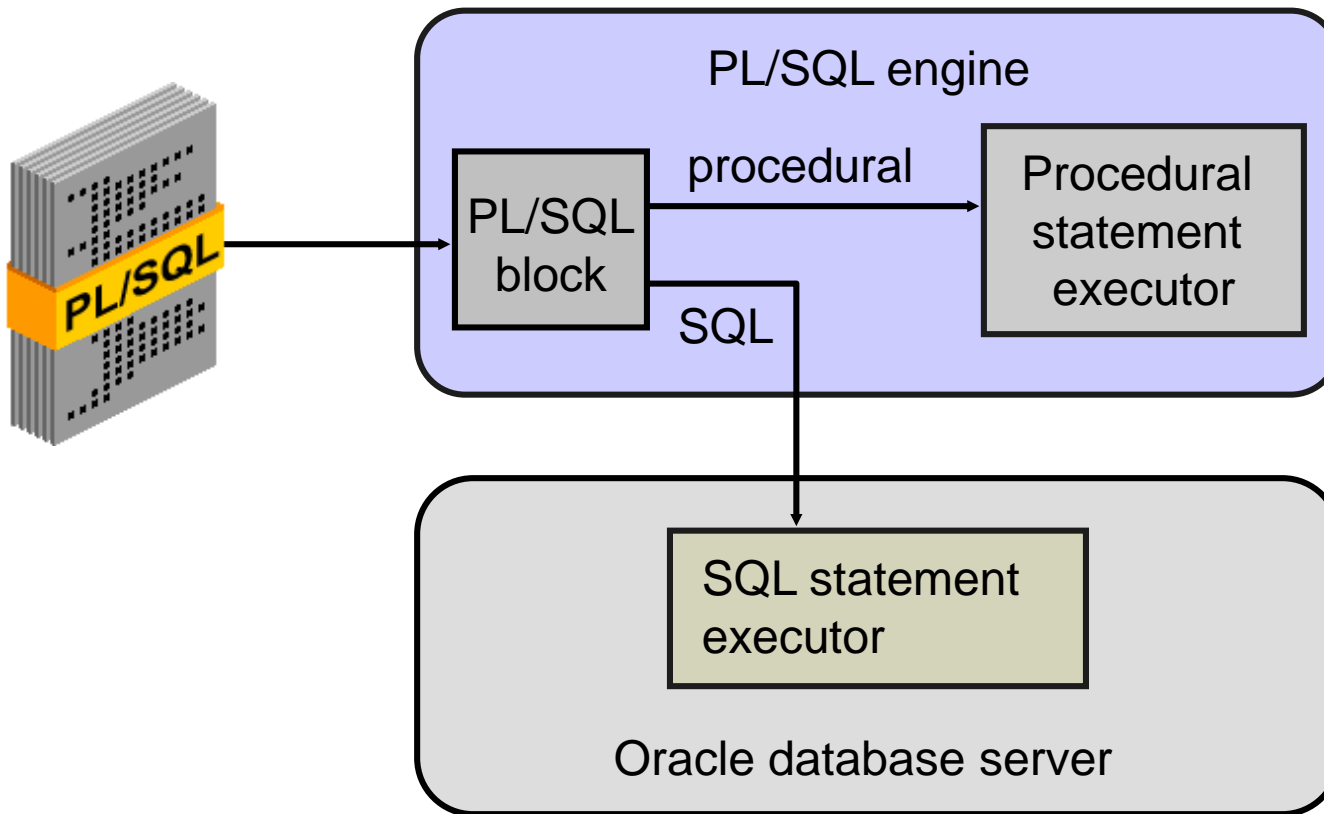 PL/SQL engine
PL/SQL
PL/SQL
block
procedural
SQL
Procedural
statement
executor
SQL statement
executor
Oracle database server